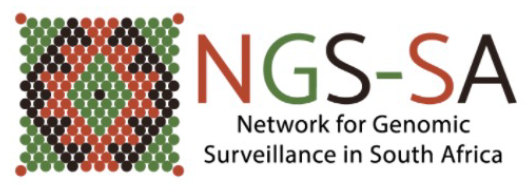 NGS-SA
Network for Genomic
Surveillance in South Africa